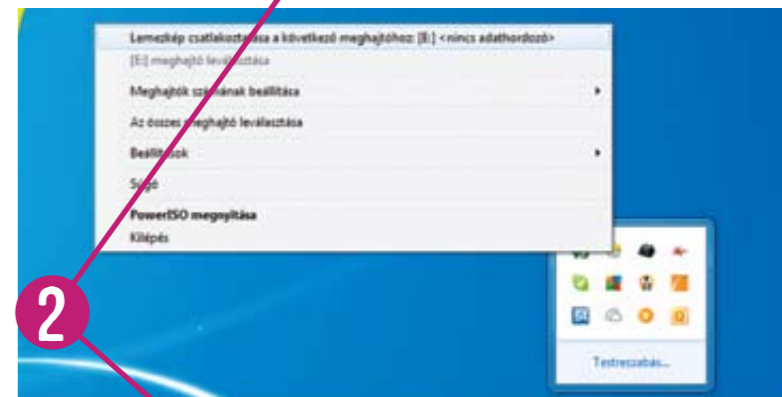 Lemezkép csatlakoztatása a következő meghajtóhoz: [E:] <nincs adathordozó>
[E:] meghajtó leválasztása
Meghajtók számának beállítása
Az összes meghajtó leválasztása
Beállítások
Súgó
PowerISO megnyitása
Kilépés
2
Testreszabás...